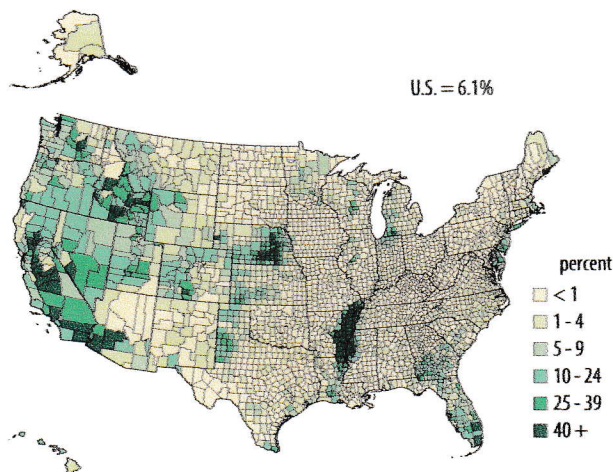 U.S. = 6.1%
percent
< 1
1 - 4
5 - 9
10 - 24
25 - 39
40 +